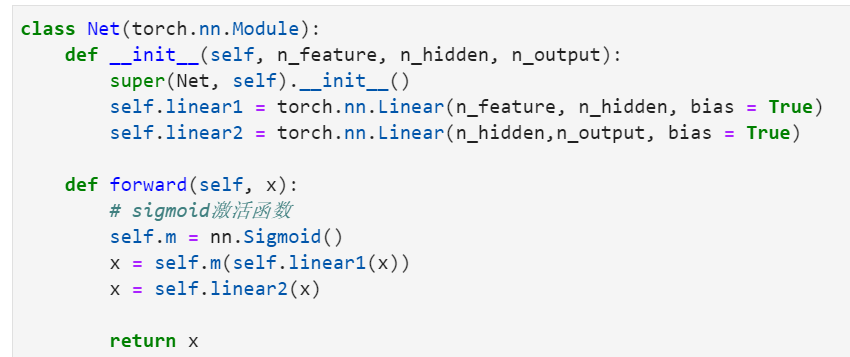 class Net(torch.nn.Module):
    def __init__(self, n_feature, n_hidden, n_output):
        super(Net, self).__init__()
        self.linear1 = torch.nn.Linear(n_feature, n_hidden, bias = True)
        self.linear2 = torch.nn.Linear(n_hidden,n_output, bias = True)

    def forward(self, x):
        # sigmoid激活函数
        self.m = nn.Sigmoid()
        x = self.m(self.linear1(x))
        x = self.linear2(x)

        return x